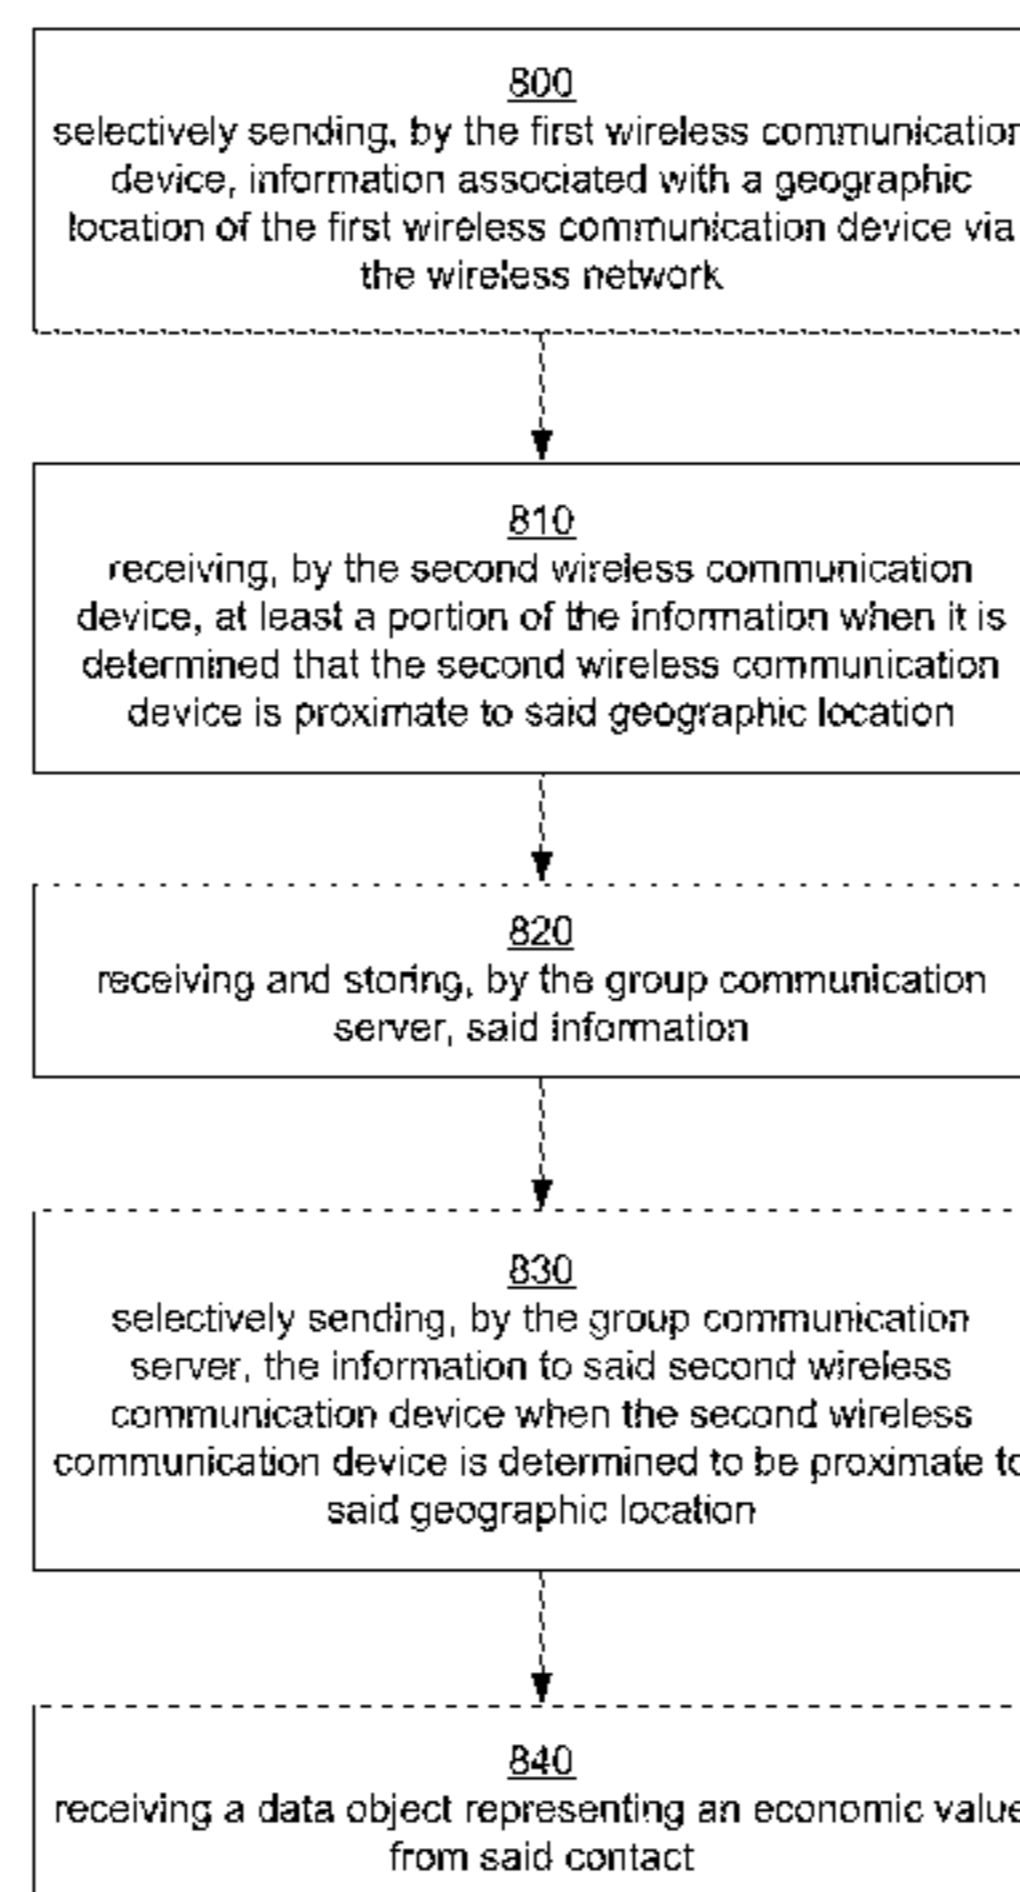 800
selectively sending, by the first wireless communication
device, information associated with a geographic
location of the first wireless communication device via
the wireless network
810
receiving, by the second wireless communication
device, at least a portion of the information when it is
determined that the second wireless communication
device is proximate to said geographic location
820
receiving and storing, by the group communication
server, said information
830
selectively sending, by the group communication
server, the information to said second wireless
communication device when the second wireless
communication device is determined to be proximate to
said geographic location
840
receiving a data object representing an economic value
from said contact